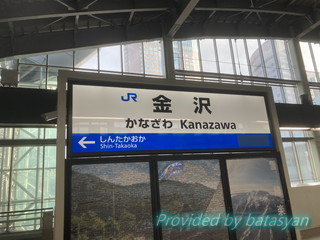 JR 金沢
かなざわ Kanazawa
← しんたかおか
Shin-Takaoka
Provided by batasyan